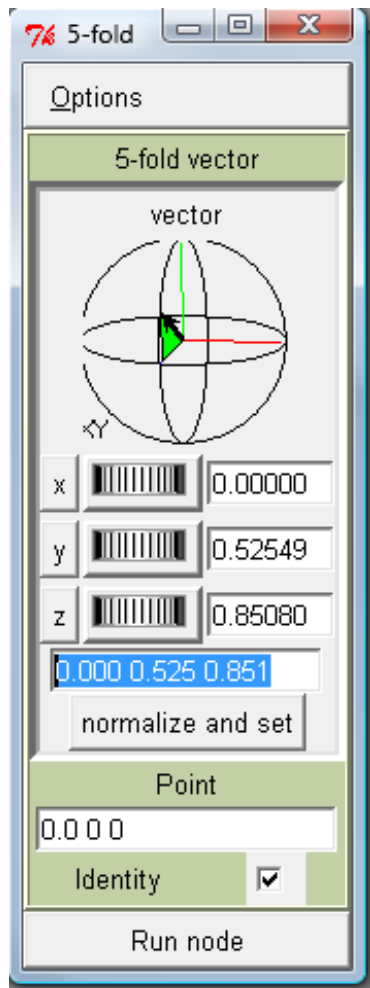 5-fold
Options
5-fold vector
vector
XY
x 0.00000
y 0.52549
z 0.85080
0.000 0.525 0.851
normalize and set
Point
0.0 0 0
Identity
Run node